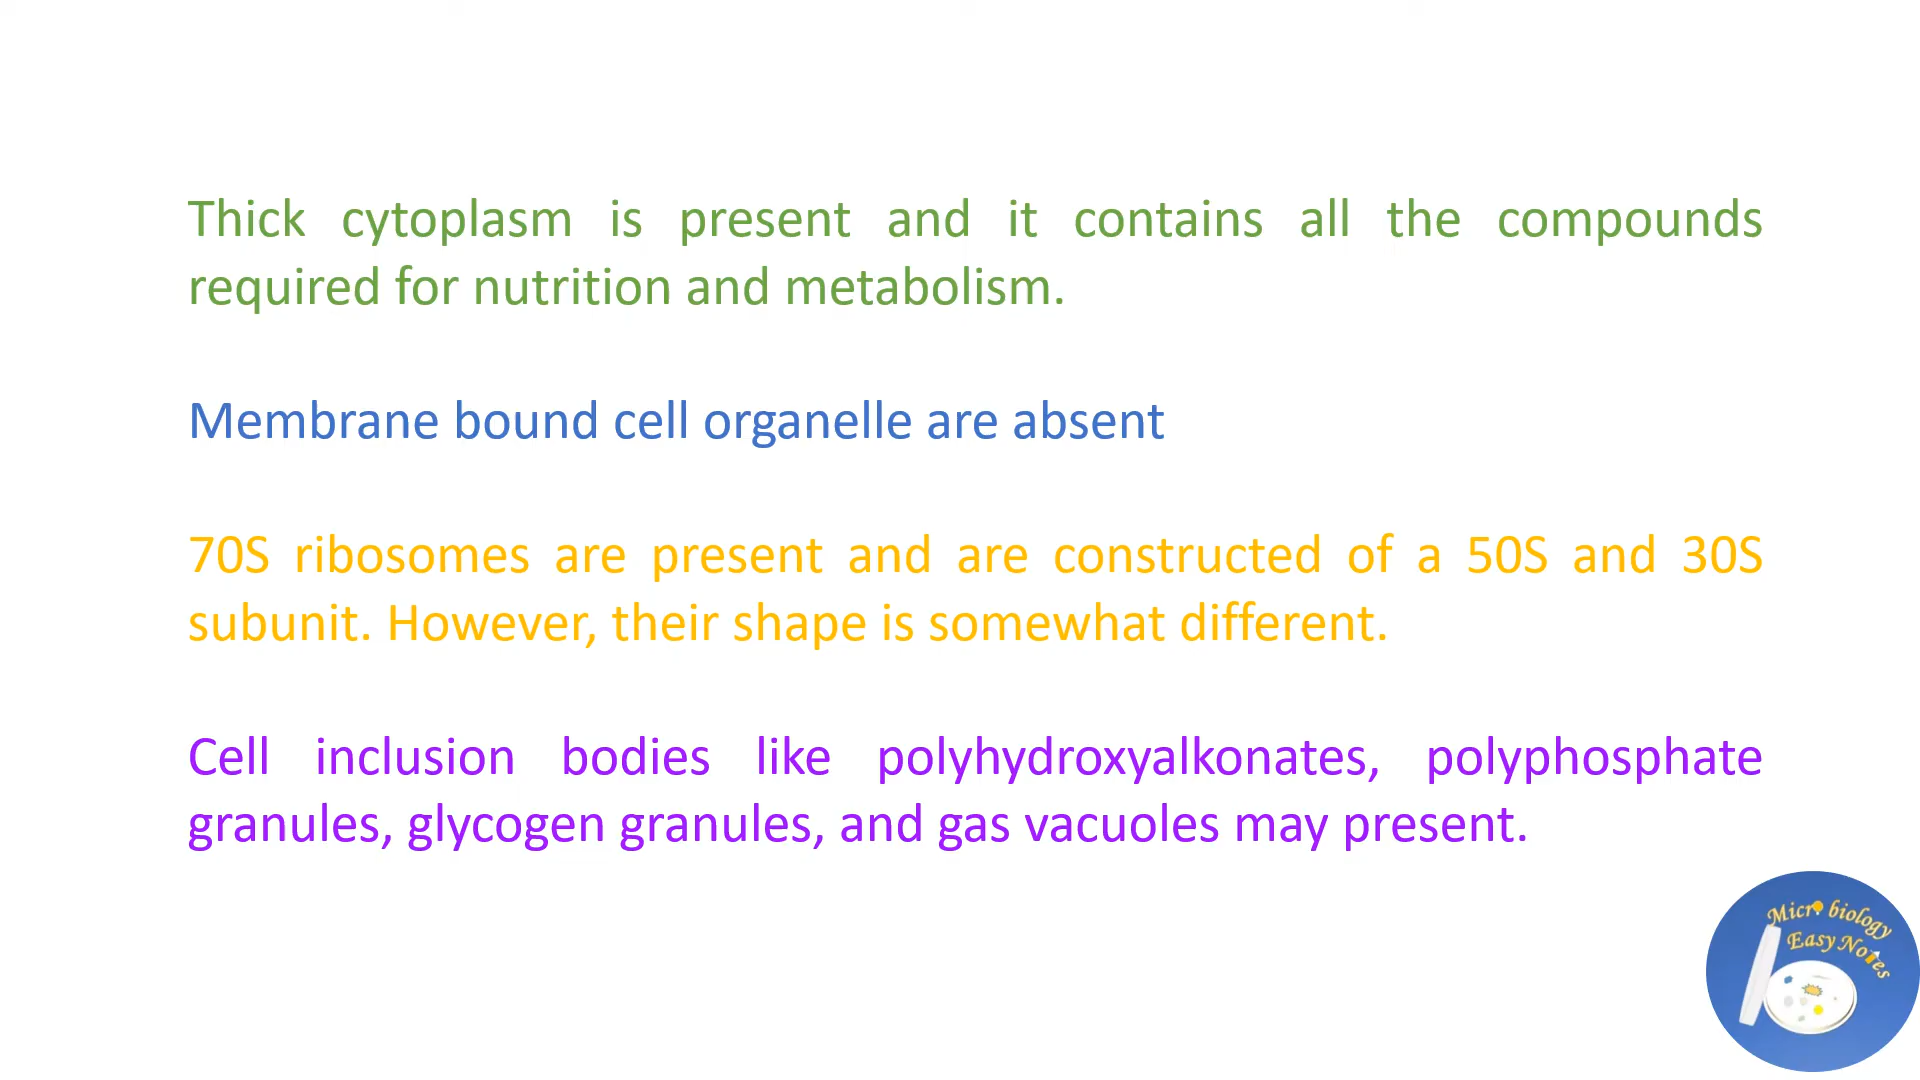 Thick cytoplasm is present and it contains all the compounds
required for nutrition and metabolism.
Membrane bound cell organelle are absent
70S ribosomes are present and are constructed of a 50S and 30S
subunit. However, their shape is somewhat different.
Cell inclusion bodies like polyhydroxyalkonates, polyphosphate
granules, glycogen granules, and gas vacuoles may present.
Microbiology
Easy Notes